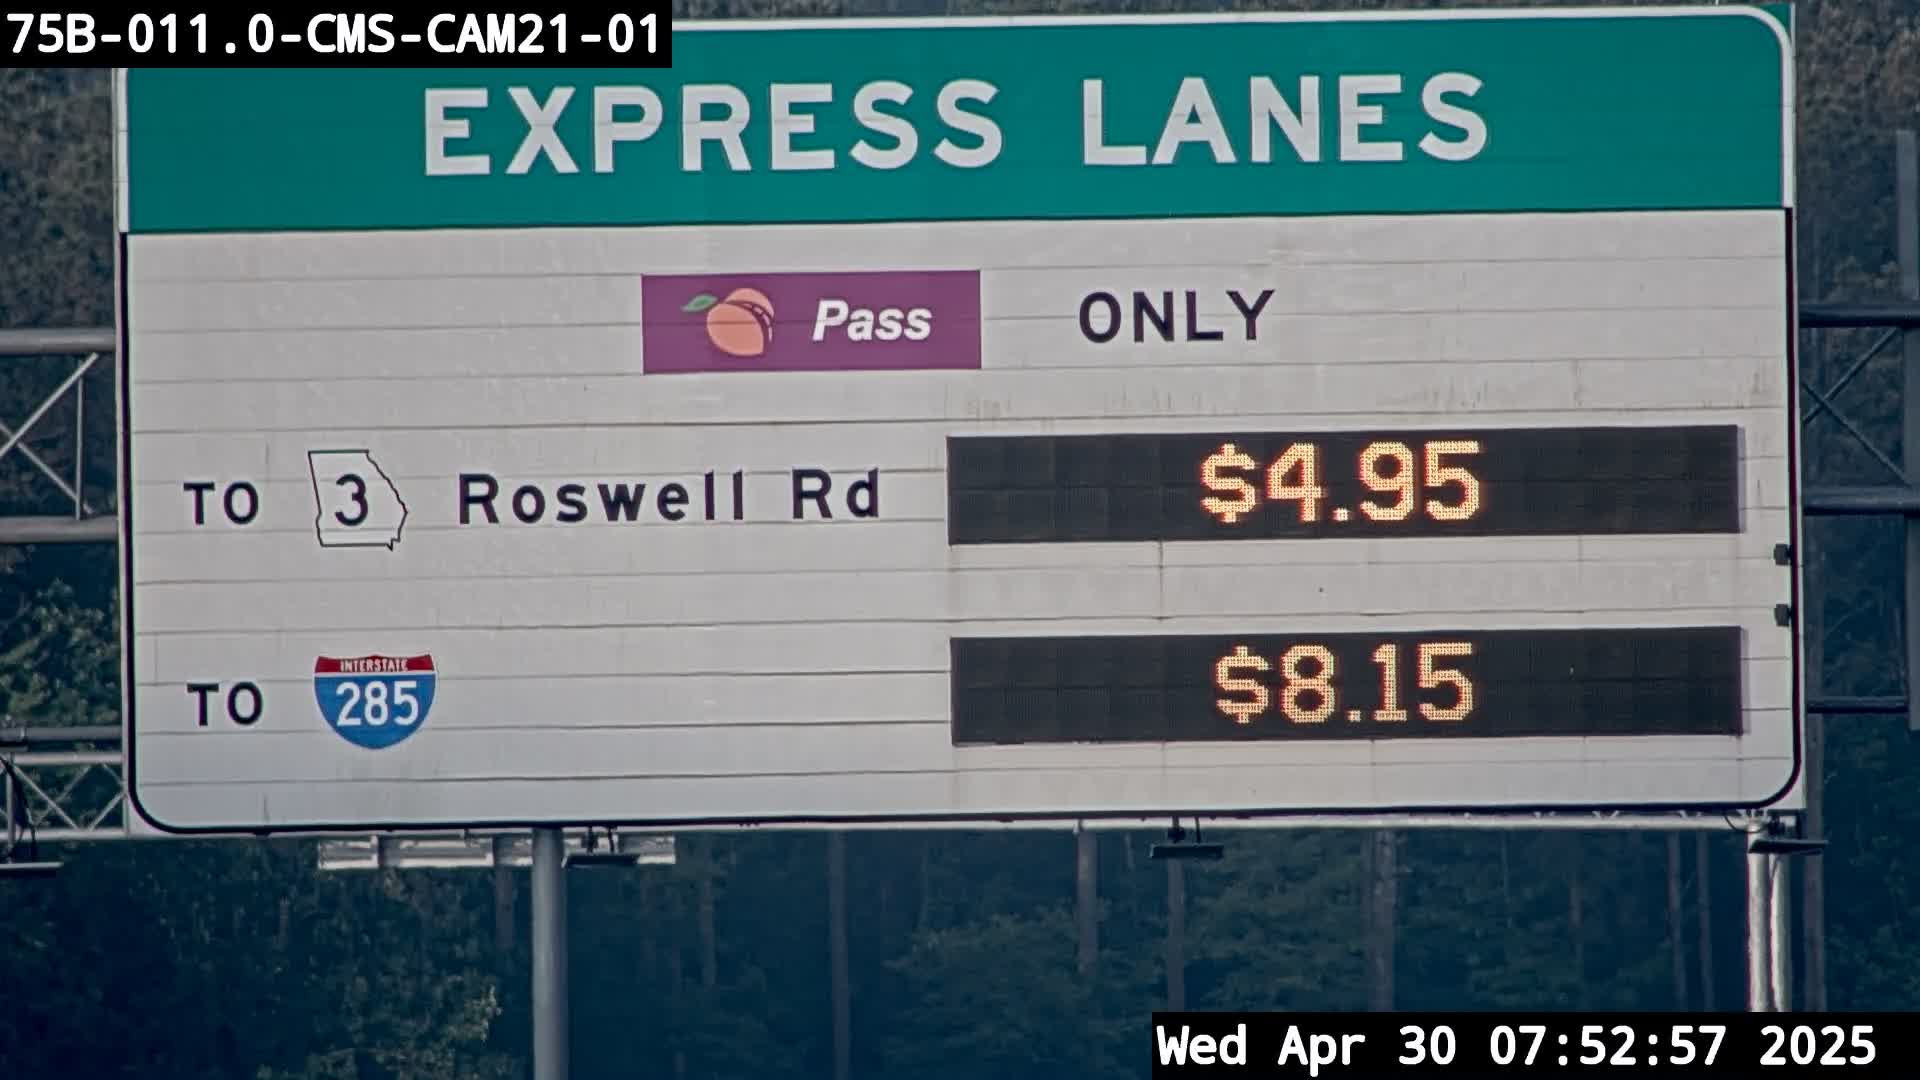 75B-011.0-CMS-CAM21-01
EXPRESS LANES
Pass ONLY
TO 3 Roswell Rd $4.95
TO INTERSTATE 285 $8.15
Wed Apr 30 07:52:57 2025